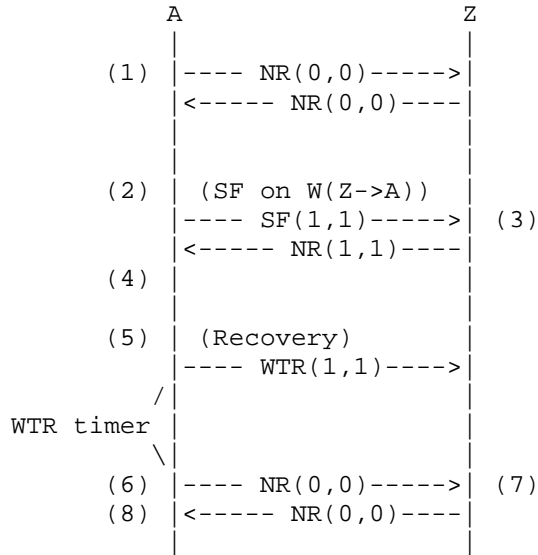 A Z
(1) |---- NR(0,0)----->|
|<----- NR(0,0)----|
(2) | (SF on W(Z->A)) |
|---- SF(1,1)----->| (3)
|<----- NR(1,1)----|
(4)
(5) | (Recovery) |
|---- WTR(1,1)---->|
/
WTR timer
\
(6) |---- NR(0,0)----->| (7)
(8) |<----- NR(0,0)----|